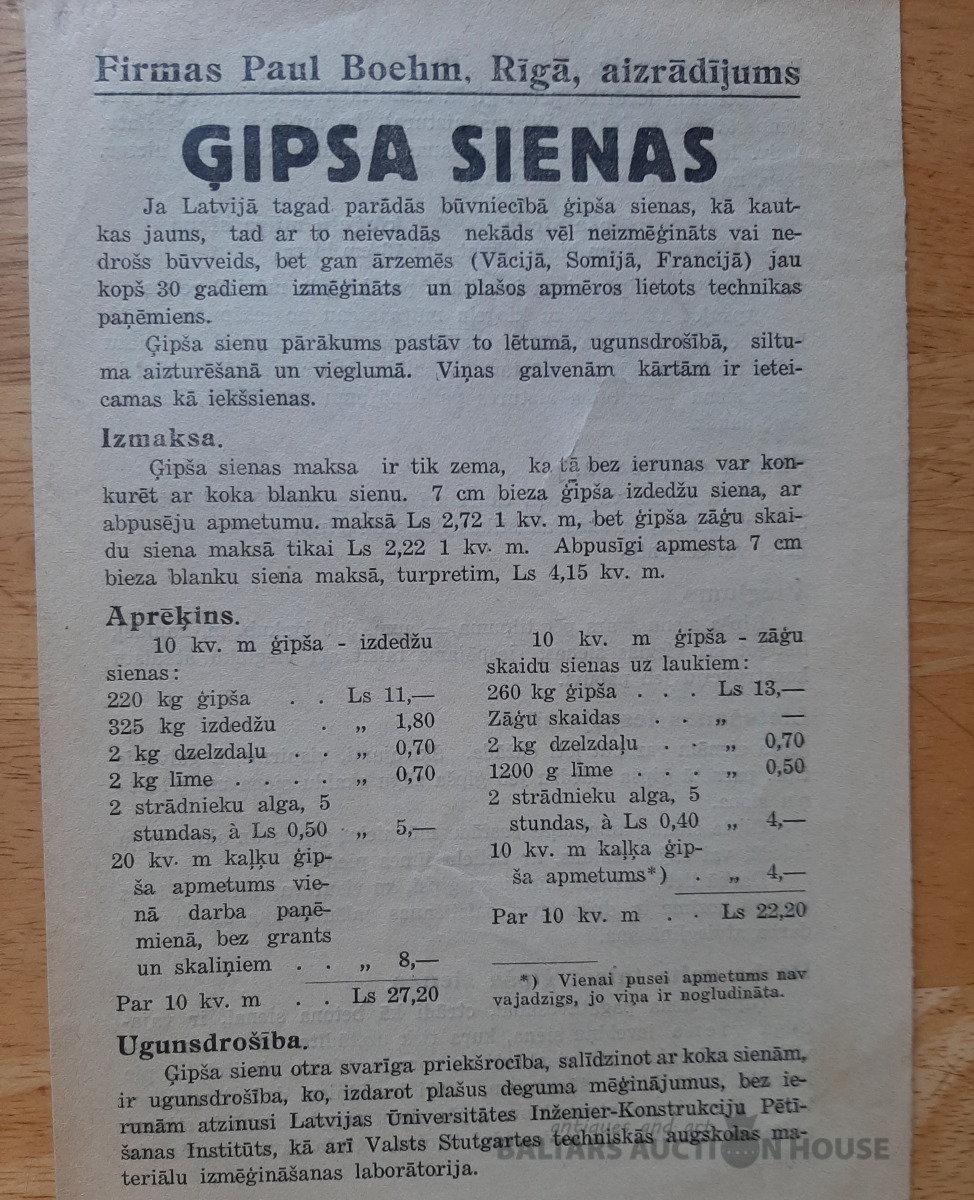 Firmas Paul Boehm, Rīgā, aizrādījums
ĢIPSA SIENAS
Ja Latvijā tagad parādās būvniecībā ģipša sienas, kā kaut-
kas jauns, tad ar to neievadās nekāds vēl neizmēģināts vai ne-
drošs būvveids, bet gan ārzemēs (Vācijā, Somijā, Francijā) jau
kopš 30 gadiem izmēģināts un plašos apmēros lietots technikas
paņēmiens.
Ģipša sienu pārākums pastāv to lētumā, ugunsdrošībā, siltu-
ma aizturēšanā un vieglumā. Viņas galvenām kārtām ir ietei-
camas kā iekšsienas.
Izmaksa.
Ģipša sienas maksa ir tik zema, ka tā bez ierunas var kon-
kurēt ar koka blanku sienu. 7 cm bieza ģipša izdedžu siena, ar
abpusēju apmetumu. maksā Ls 2,72 1 kv. m, bet ģipša zāģu skai-
du siena maksā tikai Ls 2,22 1 kv. m. Abpusīgi apmesta 7 cm
bieza blanku siena maksā, turpretim, Ls 4,15 kv. m.
Aprēķins.
10 kv. m ģipša - izdedžu
sienas:
220 kg ģipša . . Ls 11,—
325 kg izdedžu . „ 1,80
2 kg dzelzdaļu . . „ 0,70
2 kg līme . . . . „ 0,70
2 strādnieku alga, 5
stundas, à Ls 0,50 „ 5,—
20 kv. m kaļķu ģip-
ša apmetums vie-
nā darba paņē-
mienā, bez grants
un skaliņiem . . „ 8,—
Par 10 kv. m . . Ls 27,20
10 kv. m ģipša - zāģu
skaidu sienas uz laukiem:
260 kg ģipša . . . Ls 13,—
Zāģu skaidas . . „ —
2 kg dzelzdaļu . . „ 0,70
1200 g līme . . . „ 0,50
2 strādnieku alga, 5
stundas, à Ls 0,40 „ 4,—
10 kv. m kaļķa ģip-
ša apmetums*) . „ 4,—
Par 10 kv. m . . Ls 22,20
*) Vienai pusei apmetums nav
vajadzīgs, jo viņa ir nogludināta.
Ugunsdrošība.
Ģipša sienu otra svarīga priekšrocība, salīdzinot ar koka sienām,
ir ugunsdrošība, ko, izdarot plašus deguma mēģinājumus, bez ie-
runām atzinusi Latvijas Ūniversitātes Inženier-Konstrukciju Pētī-
šanas Institūts, kā arī Valsts Stutgartes techniskās augskolas ma-
teriālu izmēģināšanas laborātorija.
antiques and art
BALTARS AUCTION HOUSE